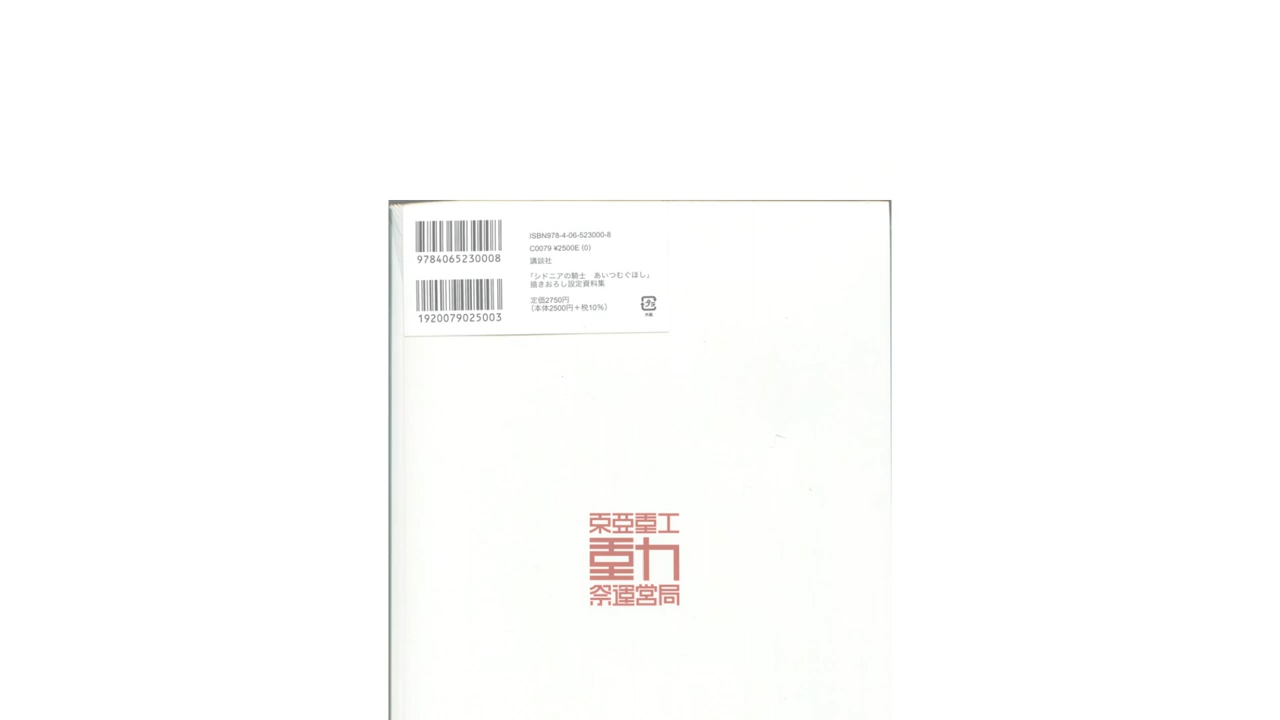 9784065230008
1920079025003
ISBN978-4-06-523000-8
C0079 ¥2500E (0)
講談社
「シドニアの騎士　あいつむぐほし」
描きおろし設定資料集
定価2750円
（本体2500円＋税10％）
東亜重工
重力
祭運営局